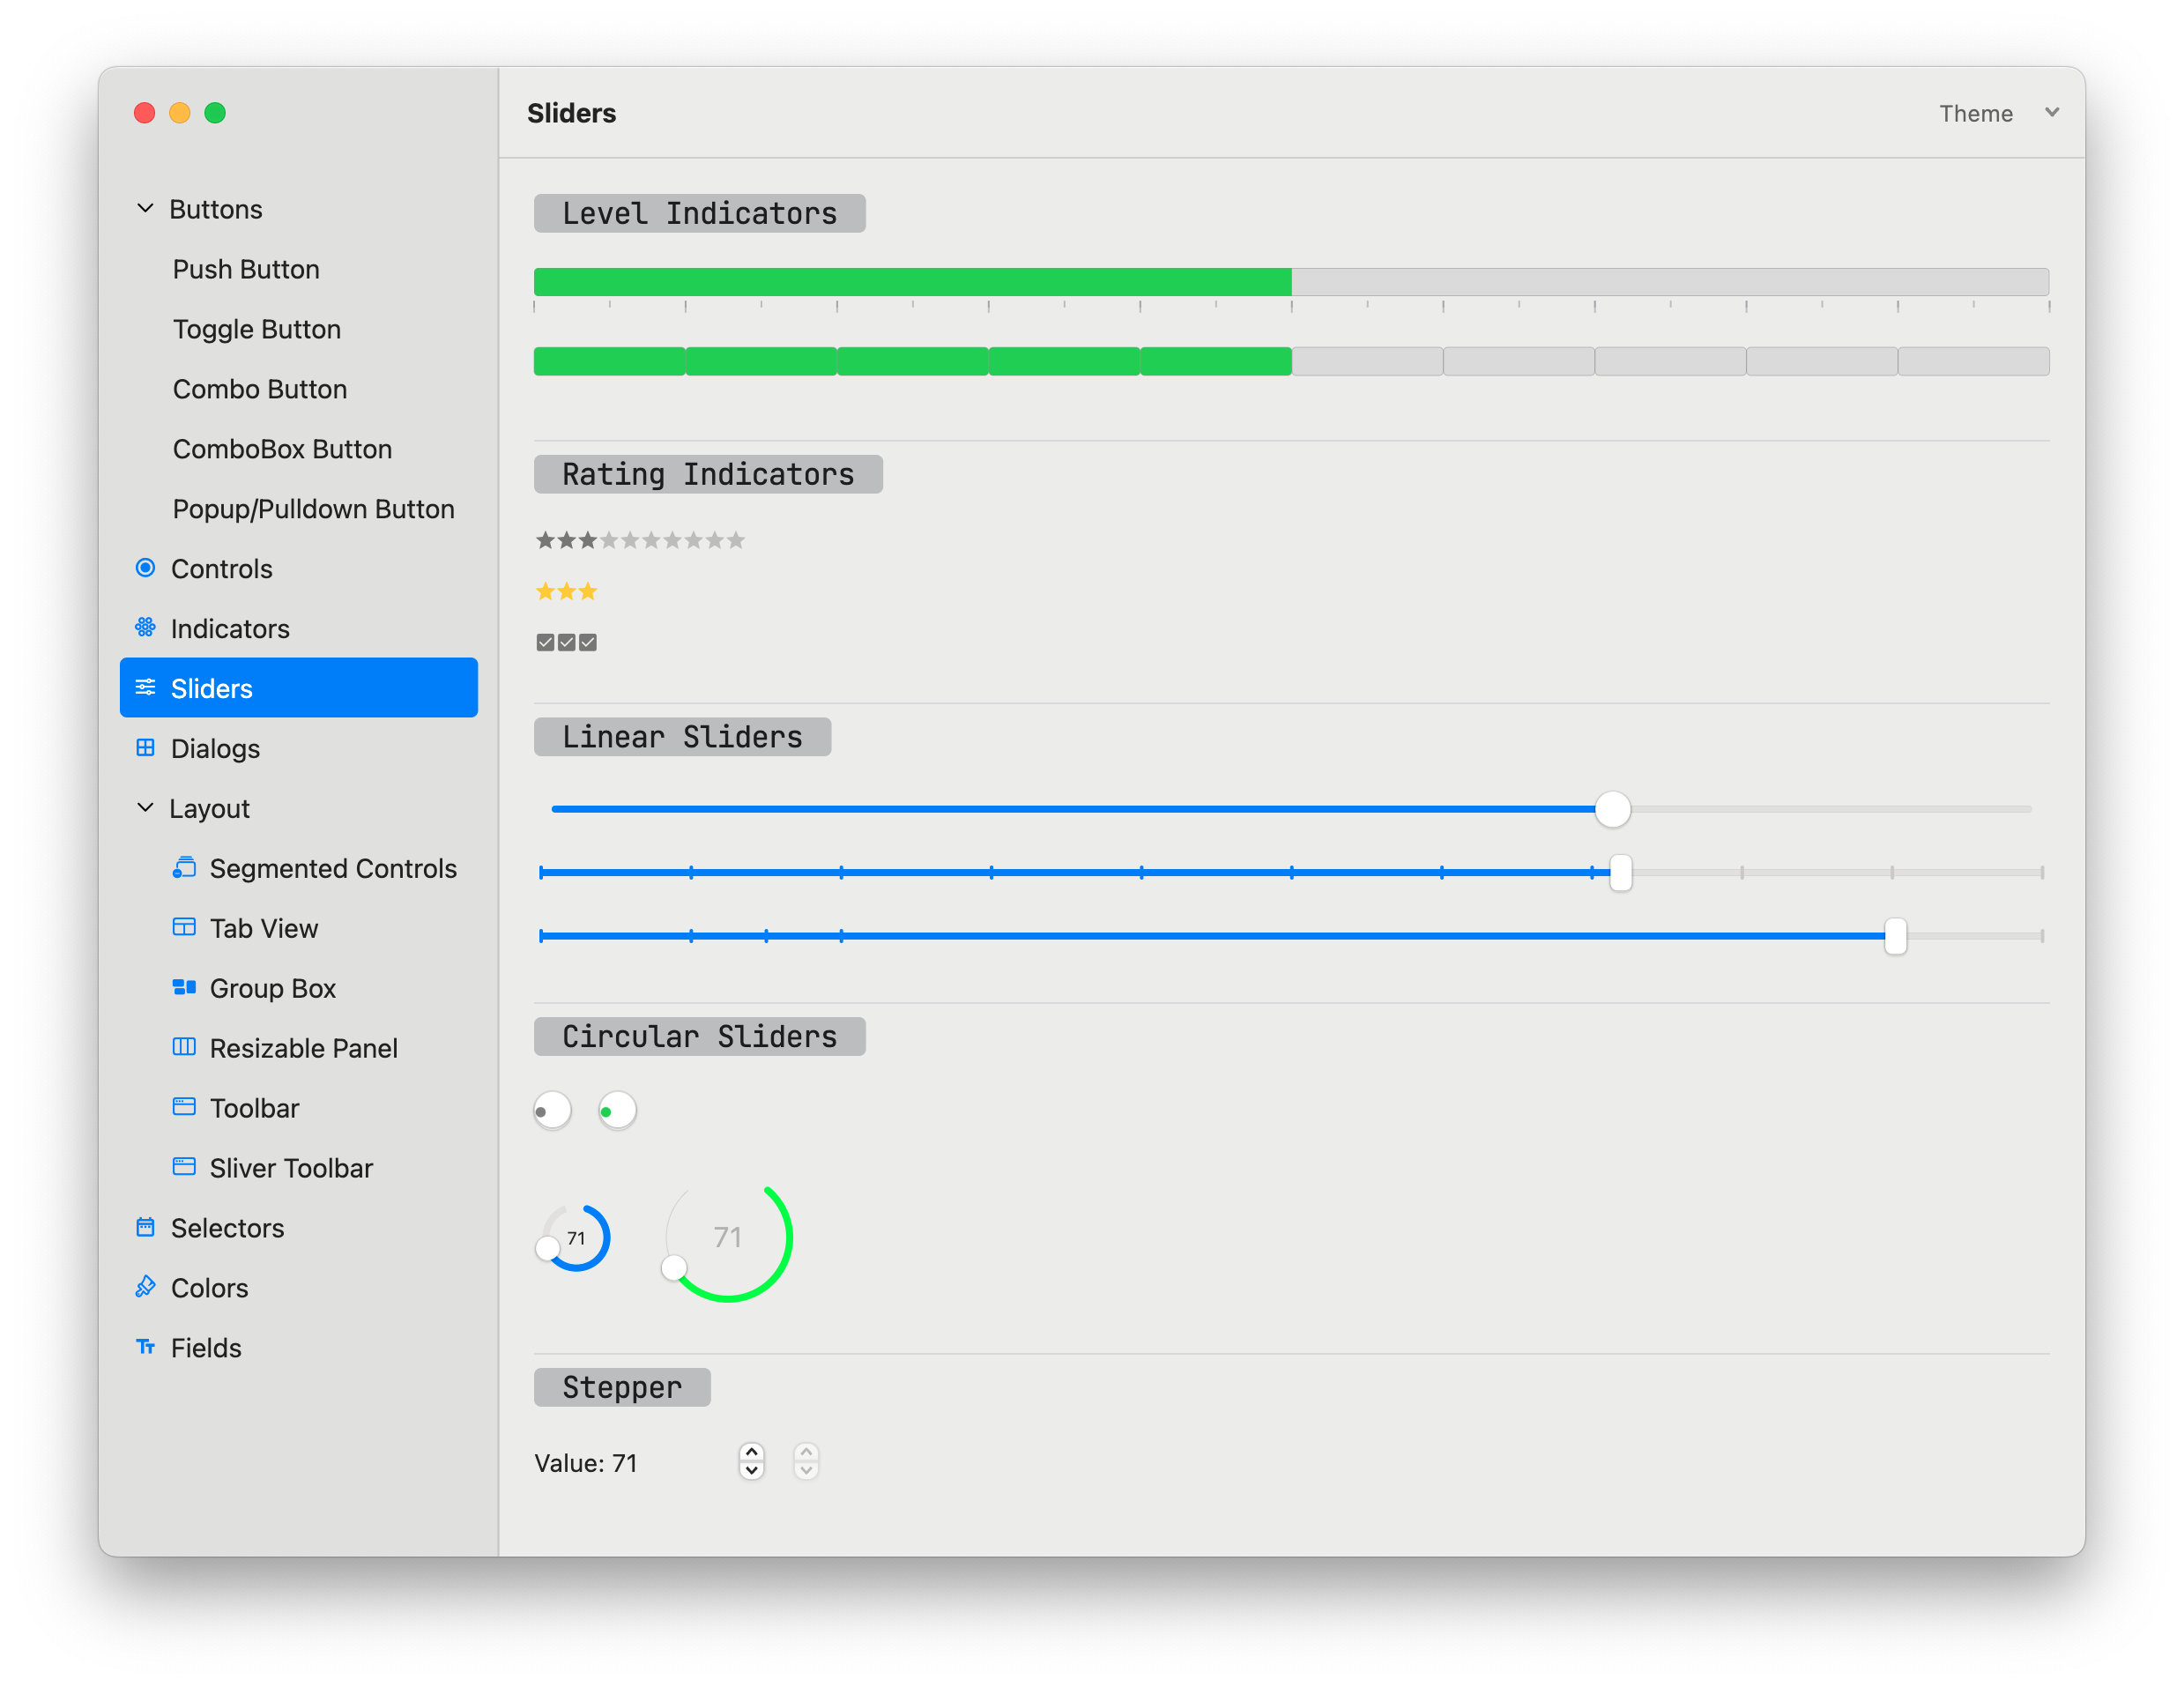 Sliders
Theme
Buttons
Push Button
Toggle Button
Combo Button
ComboBox Button
Popup/Pulldown Button
Controls
Indicators
Sliders
Dialogs
Layout
Segmented Controls
Tab View
Group Box
Resizable Panel
Toolbar
Sliver Toolbar
Selectors
Colors
Fields
Level Indicators
Rating Indicators
Linear Sliders
Circular Sliders
71
71
Stepper
Value: 71